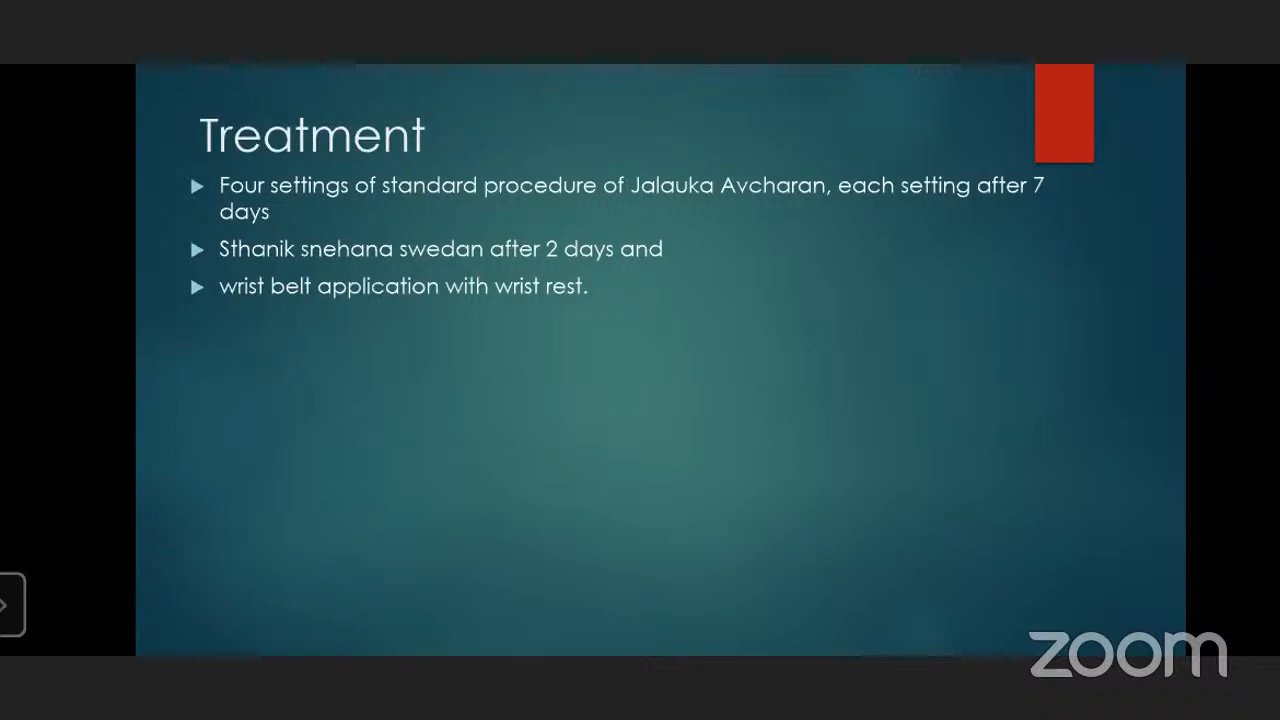 Treatment
Four settings of standard procedure of Jalauka Avcharan, each setting after 7
days
Sthanik snehana swedan after 2 days and
wrist belt application with wrist rest.
zoom